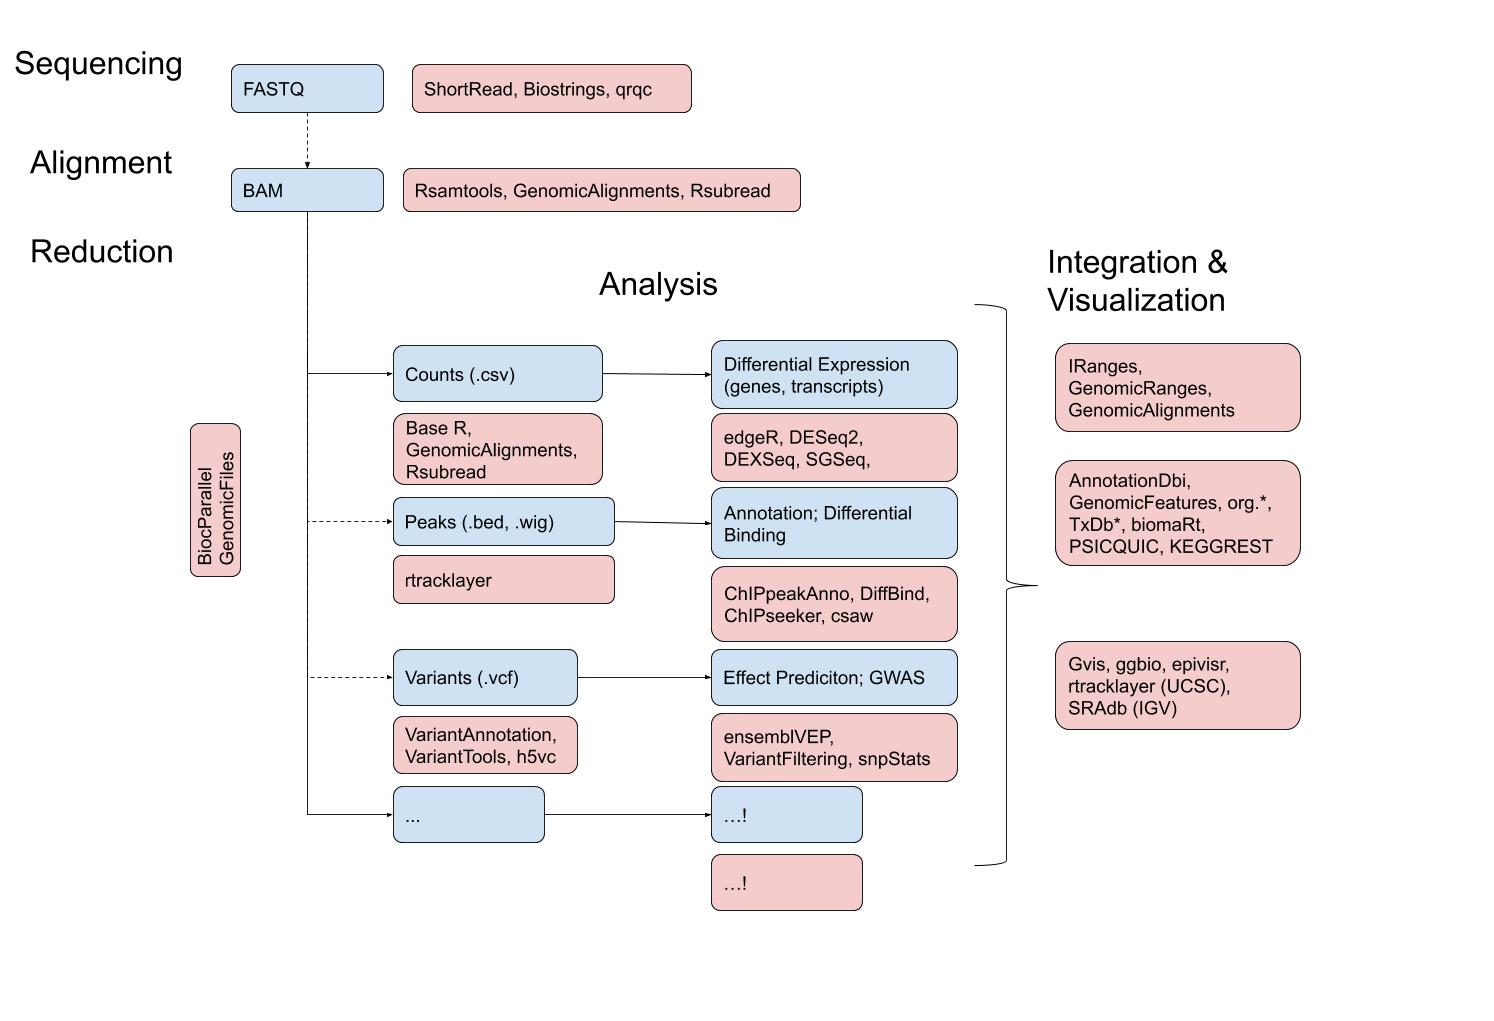 Sequencing
FASTQ
ShortRead, Biostrings, qrqc
Alignment
BAM
Rsamtools, GenomicAlignments, Rsubread
Reduction
Analysis
Integration &
Visualization
Counts (.csv)
Differential Expression
(genes, transcripts)
Base R,
GenomicAlignments,
Rsubread
edgeR, DESeq2,
DEXSeq, SGSeq,
BiocParallel
GenomicFiles
Peaks (.bed, .wig)
Annotation; Differential
Binding
rtracklayer
ChIPpeakAnno, DiffBind,
ChIPseeker, csaw
Variants (.vcf)
Effect Prediciton; GWAS
VariantAnnotation,
VariantTools, h5vc
ensemblVEP,
VariantFiltering, snpStats
...
…!
…!
IRanges,
GenomicRanges,
GenomicAlignments
AnnotationDbi,
GenomicFeatures, org.*,
TxDb*, biomaRt,
PSICQUIC, KEGGREST
Gvis, ggbio, epivisr,
rtracklayer (UCSC),
SRAdb (IGV)